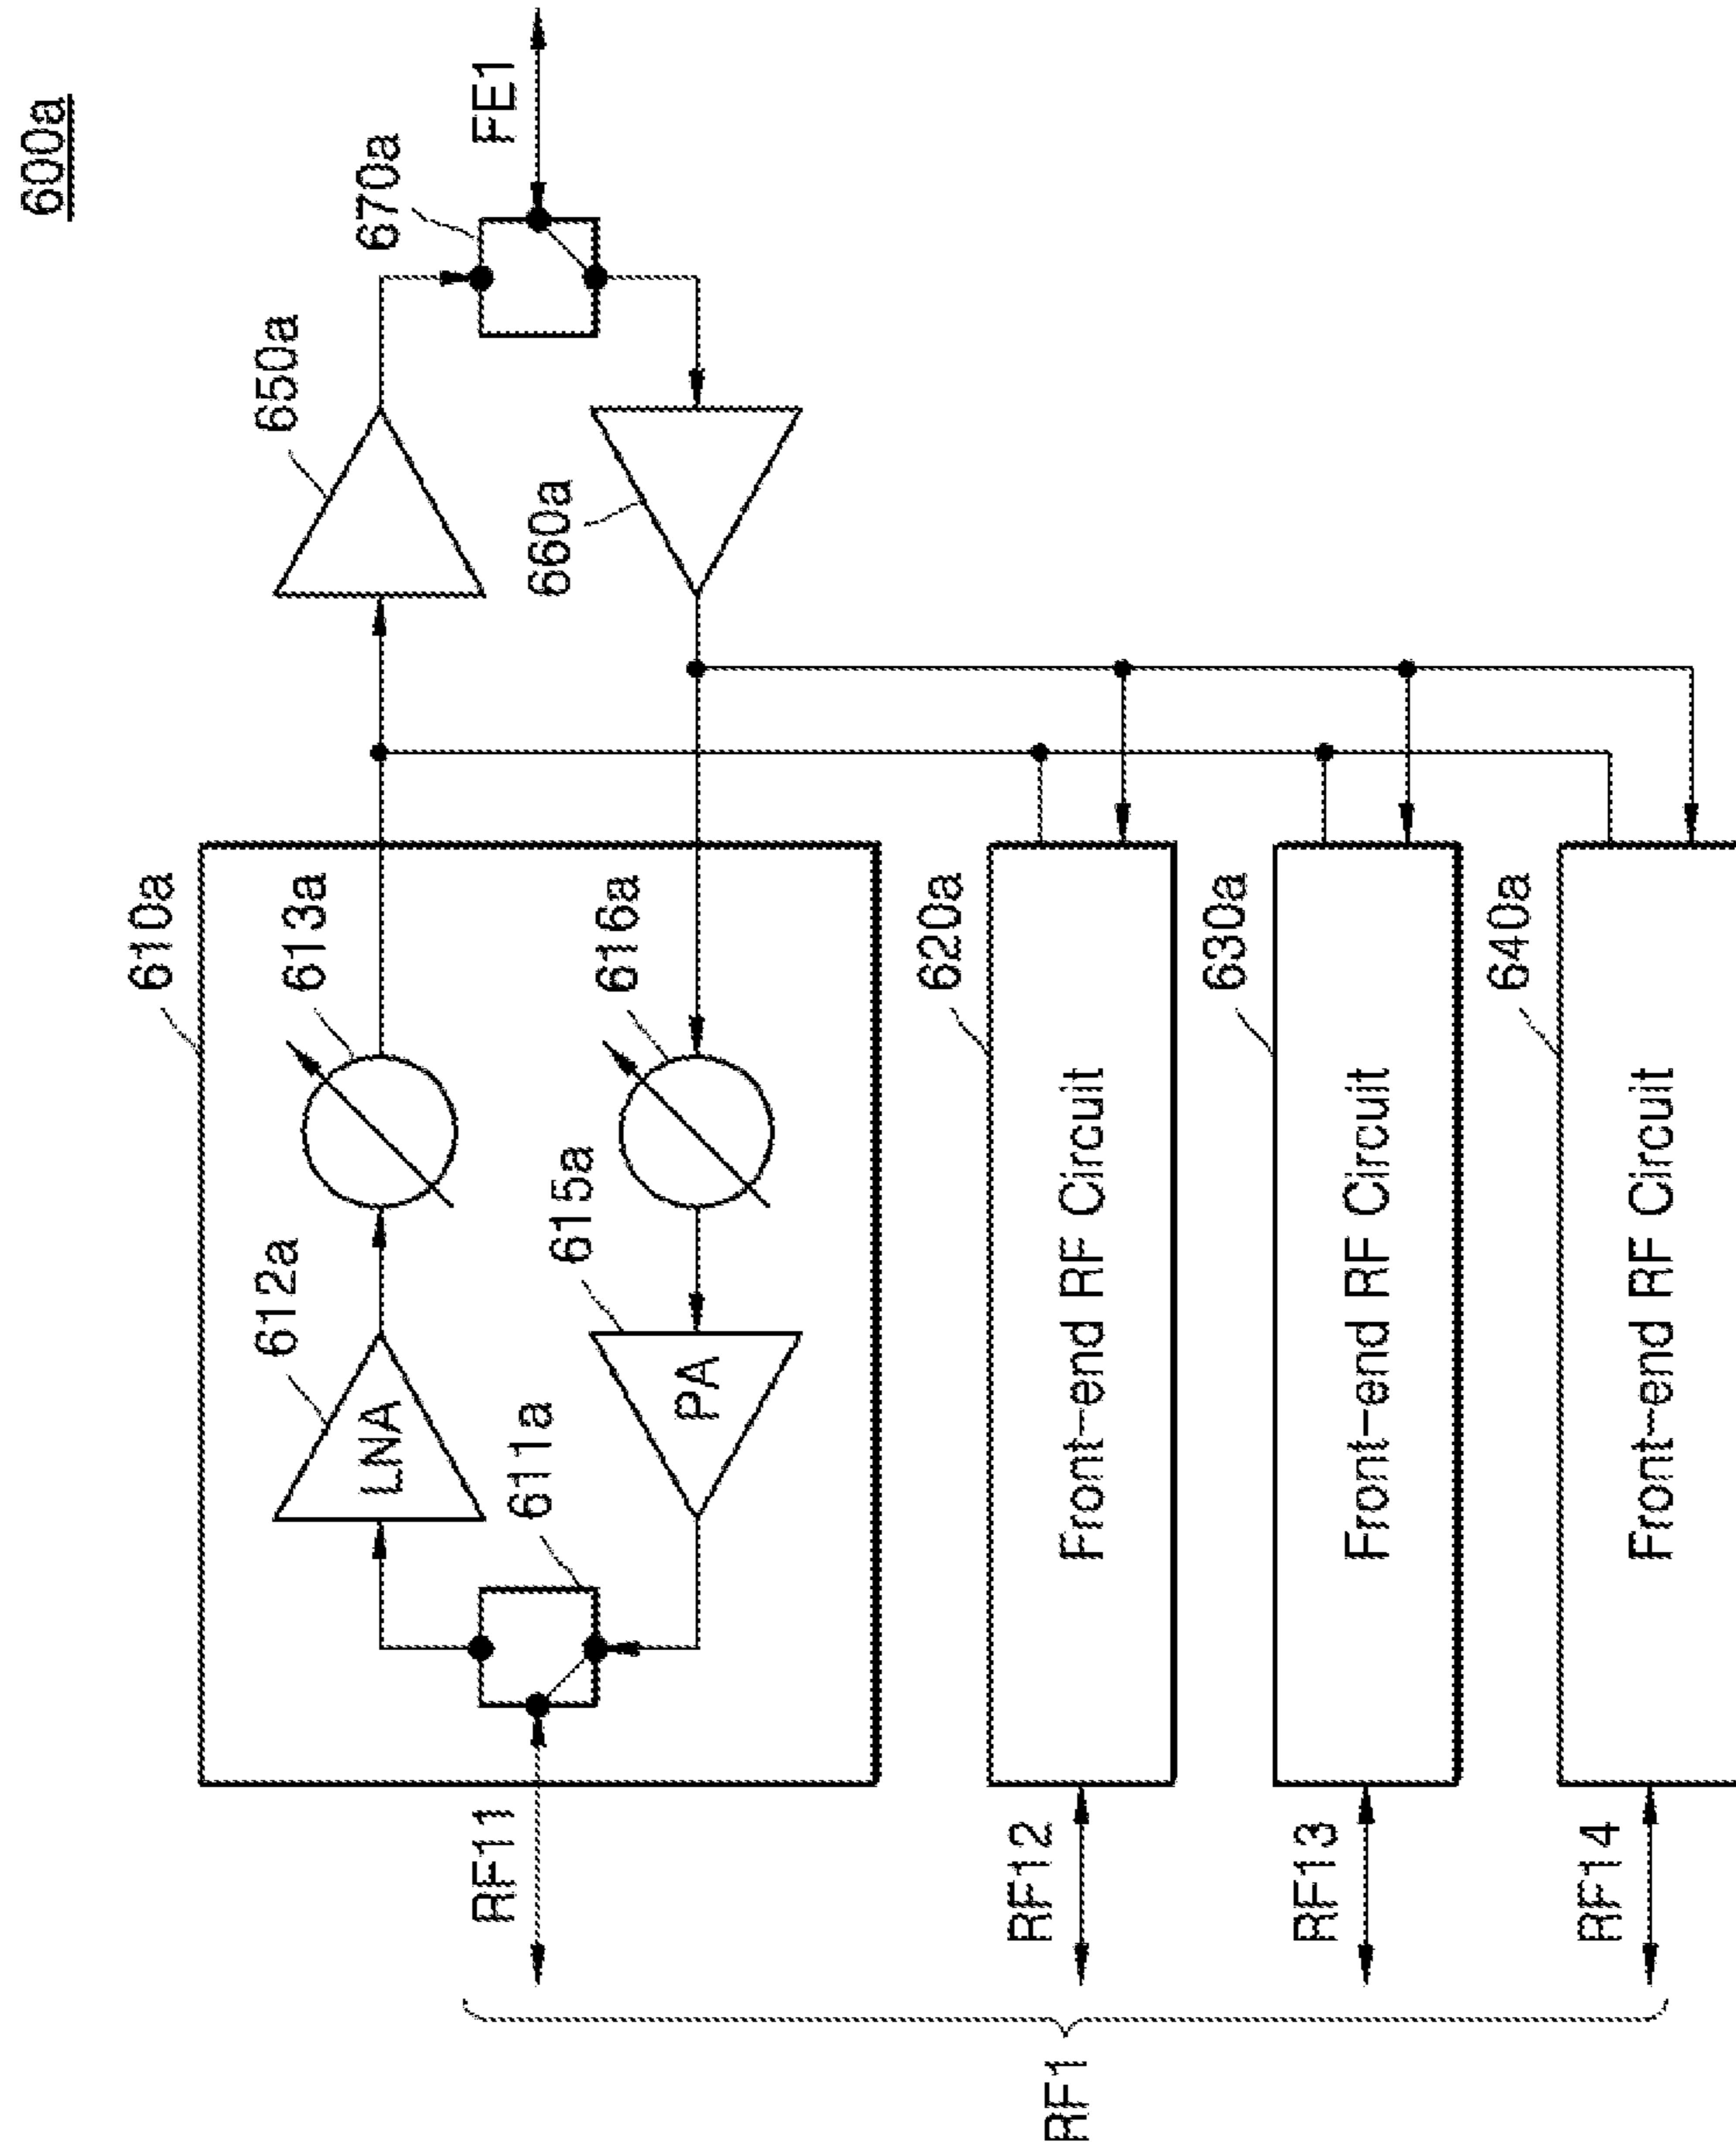 600a
RF1
RF11
RF12
RF13
RF14
610a
611a
LNA
612a
613a
PA
615a
616a
620a
Front-end RF Circuit
630a
Front-end RF Circuit
640a
Front-end RF Circuit
650a
660a
670a
FE1